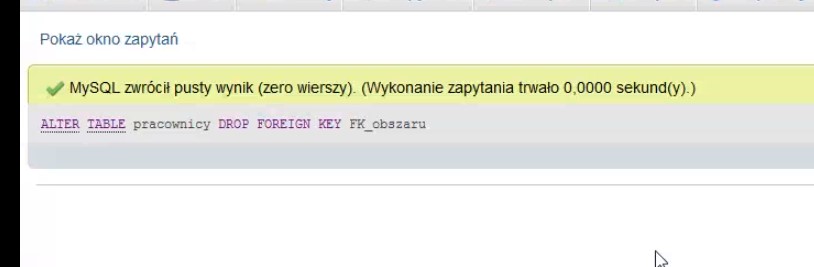 Pokaż okno zapytań
MySQL zwrócił pusty wynik (zero wierszy). (Wykonanie zapytania trwało 0,0000 sekund(y).)
ALTER TABLE pracownicy DROP FOREIGN KEY FK_obszaru